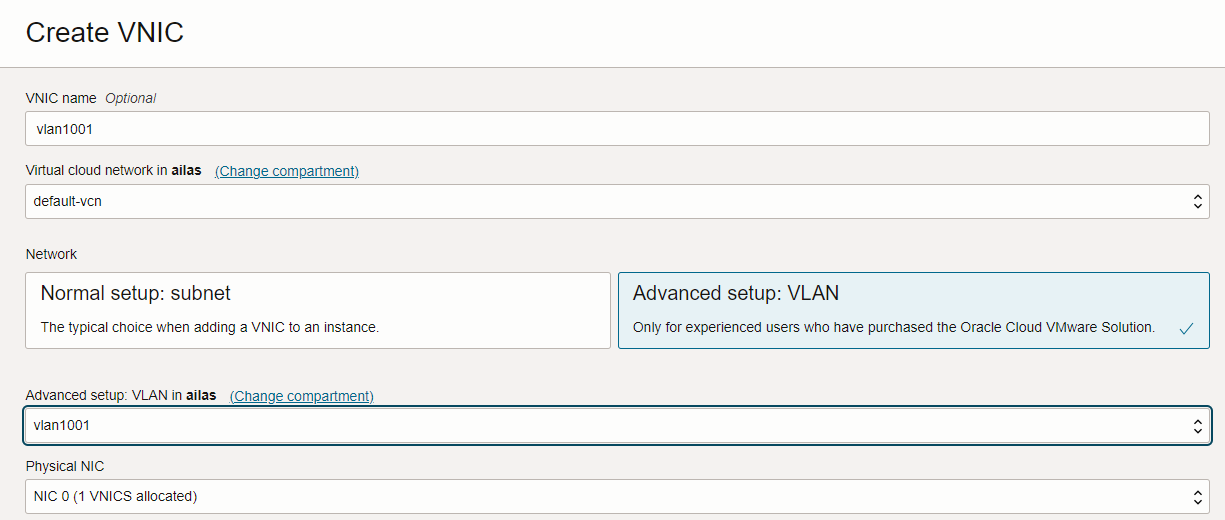 Create VNIC
VNIC name Optional
vlan1001
Virtual cloud network in ailas (Change compartment)
default-vcn
Network
Normal setup: subnet
The typical choice when adding a VNIC to an instance.
Advanced setup: VLAN
Only for experienced users who have purchased the Oracle Cloud VMware Solution.
Advanced setup: VLAN in ailas (Change compartment)
vlan1001
Physical NIC
NIC 0 (1 VNICS allocated)